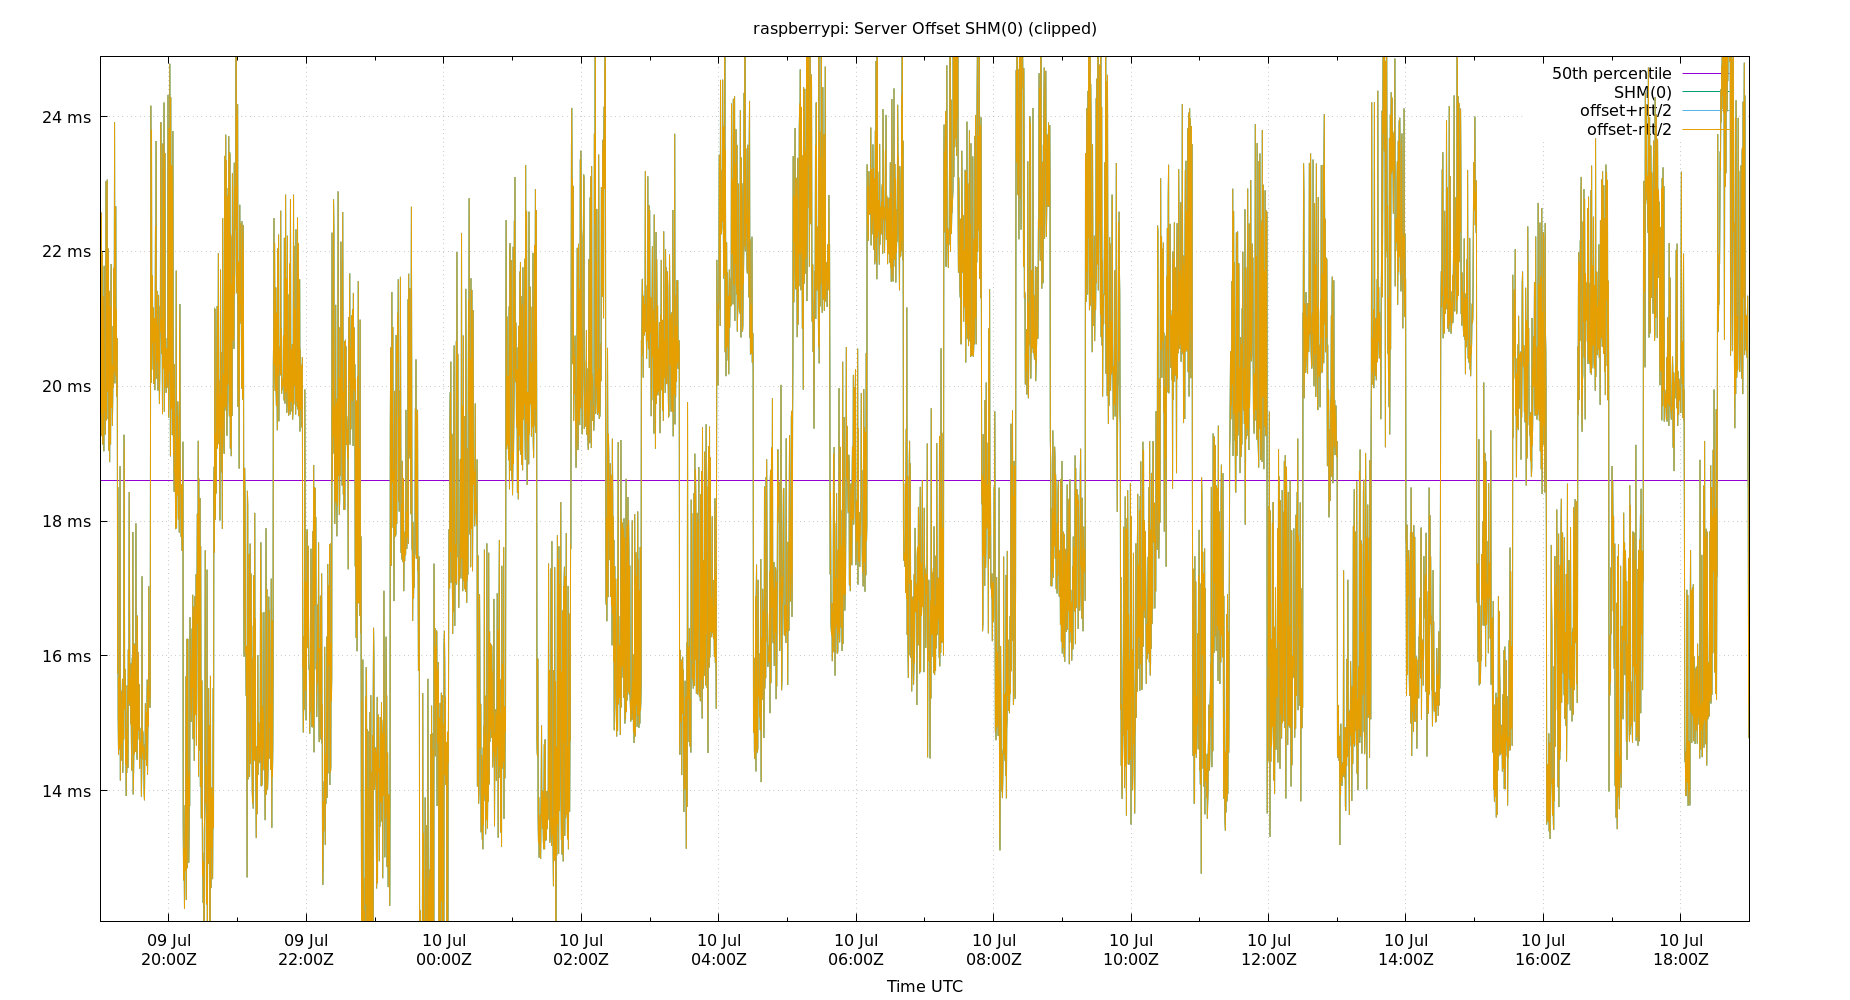 raspberrypi: Server Offset SHM(0) (clipped)
50th percentile
SHM(0)
offset+rtt/2
offset-rtt/2
24 ms
22 ms
20 ms
18 ms
16 ms
14 ms
09 Jul 09 Jul 10 Jul 10 Jul 10 Jul 10 Jul 10 Jul 10 Jul 10 Jul 10 Jul 10 Jul 10 Jul
20:00Z 22:00Z 00:00Z 02:00Z 04:00Z 06:00Z 08:00Z 10:00Z 12:00Z 14:00Z 16:00Z 18:00Z
Time UTC